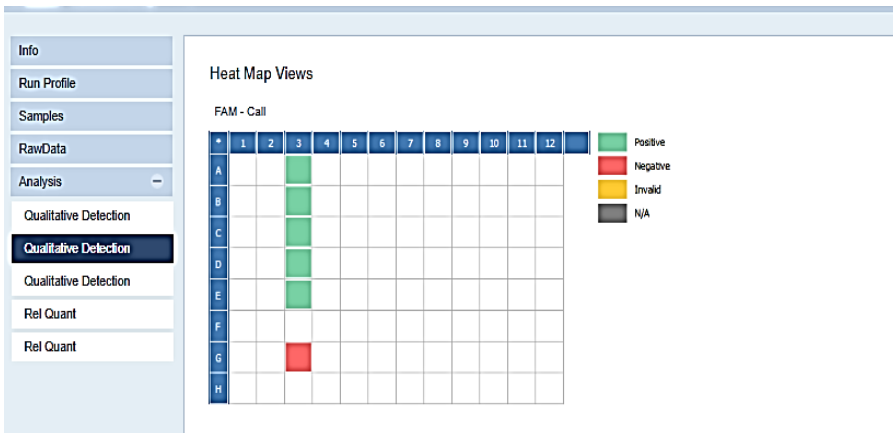 Info
Run Profile
Samples
RawData
Analysis
Qualitative Detection
Qualitative Detection
Qualitative Detection
Rel Quant
Rel Quant
Heat Map Views
FAM - Call
* 1 2 3 4 5 6 7 8 9 10 11 12
A
B
C
D
E
F
G
H
Positive
Negative
Invalid
N/A